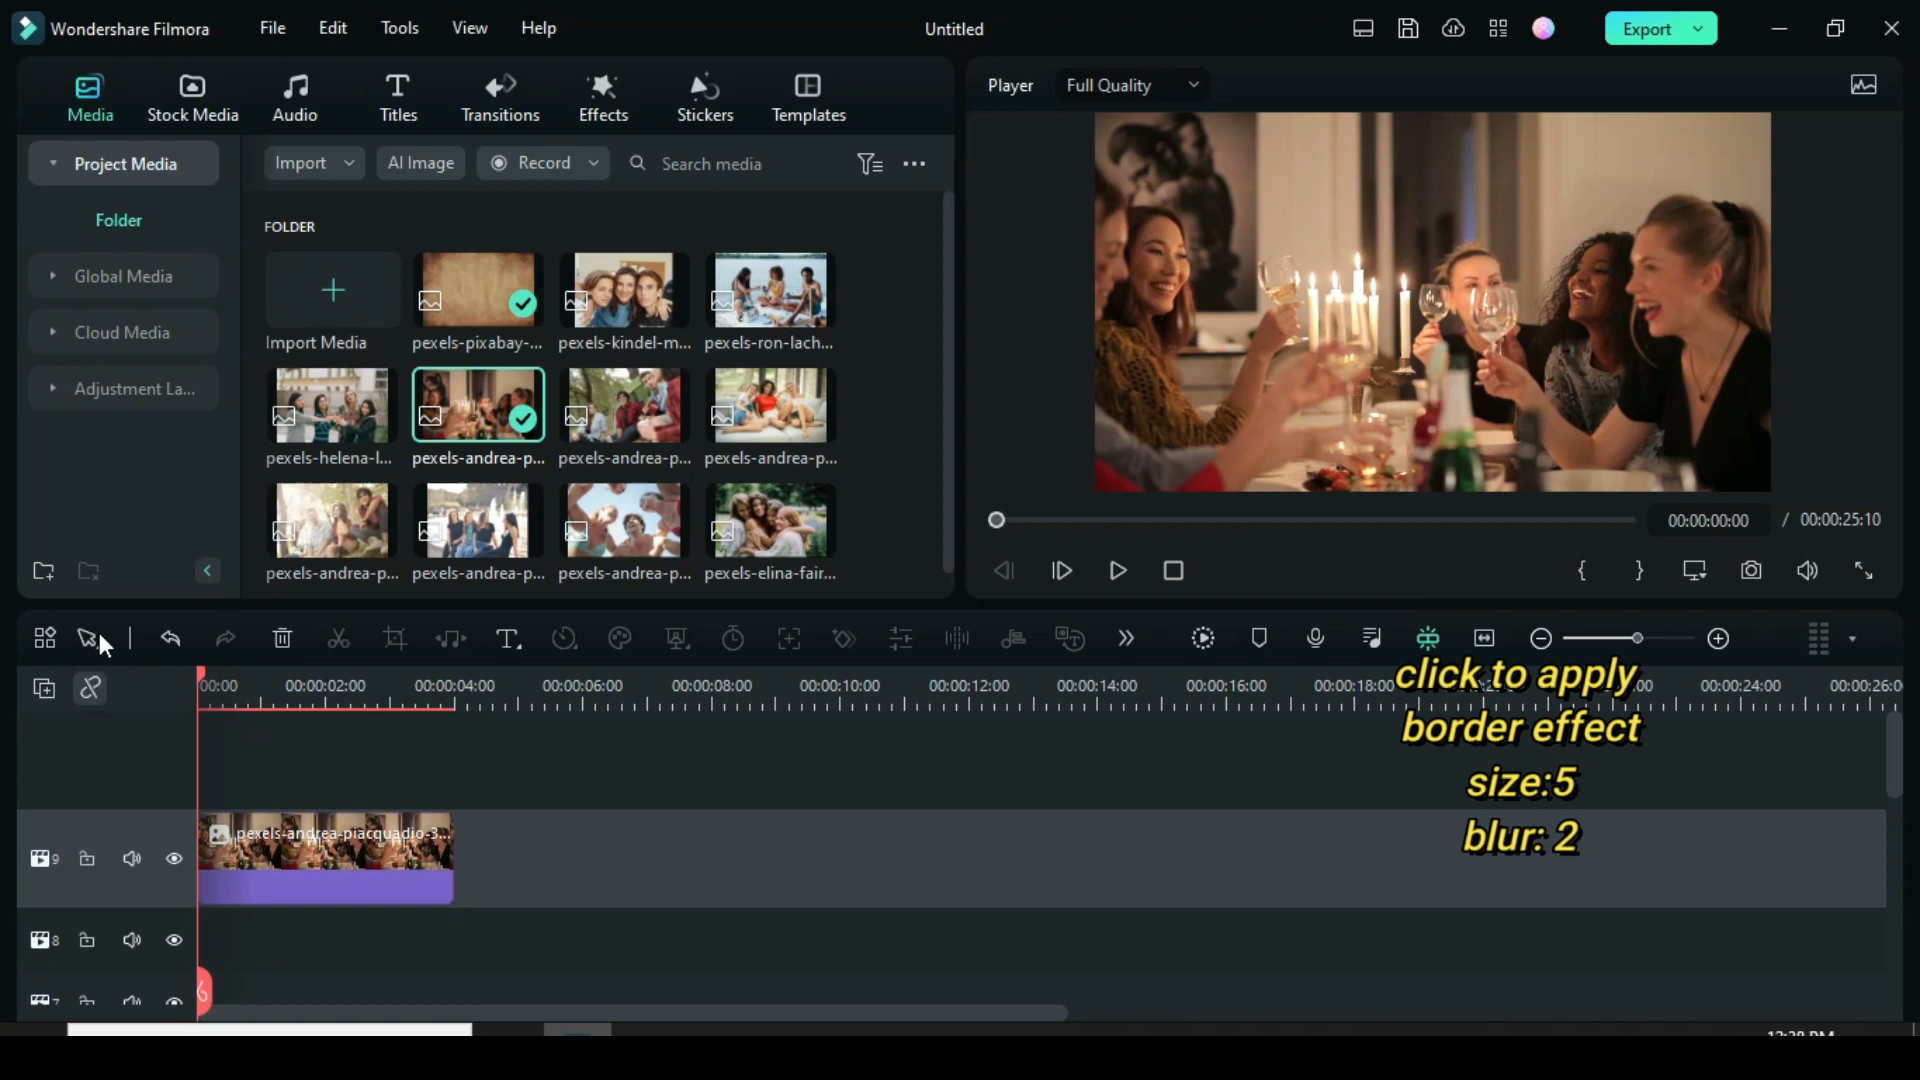 Wondershare Filmora File Edit Tools View Help Untitled Export
Media Stock Media Audio Titles Transitions Effects Stickers Templates
Player Full Quality
Project Media
Import AI Image Record Search media
Folder
FOLDER
Global Media
Cloud Media
Adjustment La...
Import Media pexels-pixabay-... pexels-kindel-m... pexels-ron-lach...
pexels-helena-l... pexels-andrea-p... pexels-andrea-p... pexels-andrea-p...
pexels-andrea-p... pexels-andrea-p... pexels-andrea-p... pexels-elina-fair...
00:00:00:00 / 00:00:25:10
00:00 00:00:02:00 00:00:04:00 00:00:06:00 00:00:08:00 00:00:10:00 00:00:12:00 00:00:14:00 00:00:16:00 00:00:18:00 00:00:24:00 00:00:26:00
click to apply
border effect
size:5
blur: 2
pexels-andrea-piacquadio-3...
9
8
7